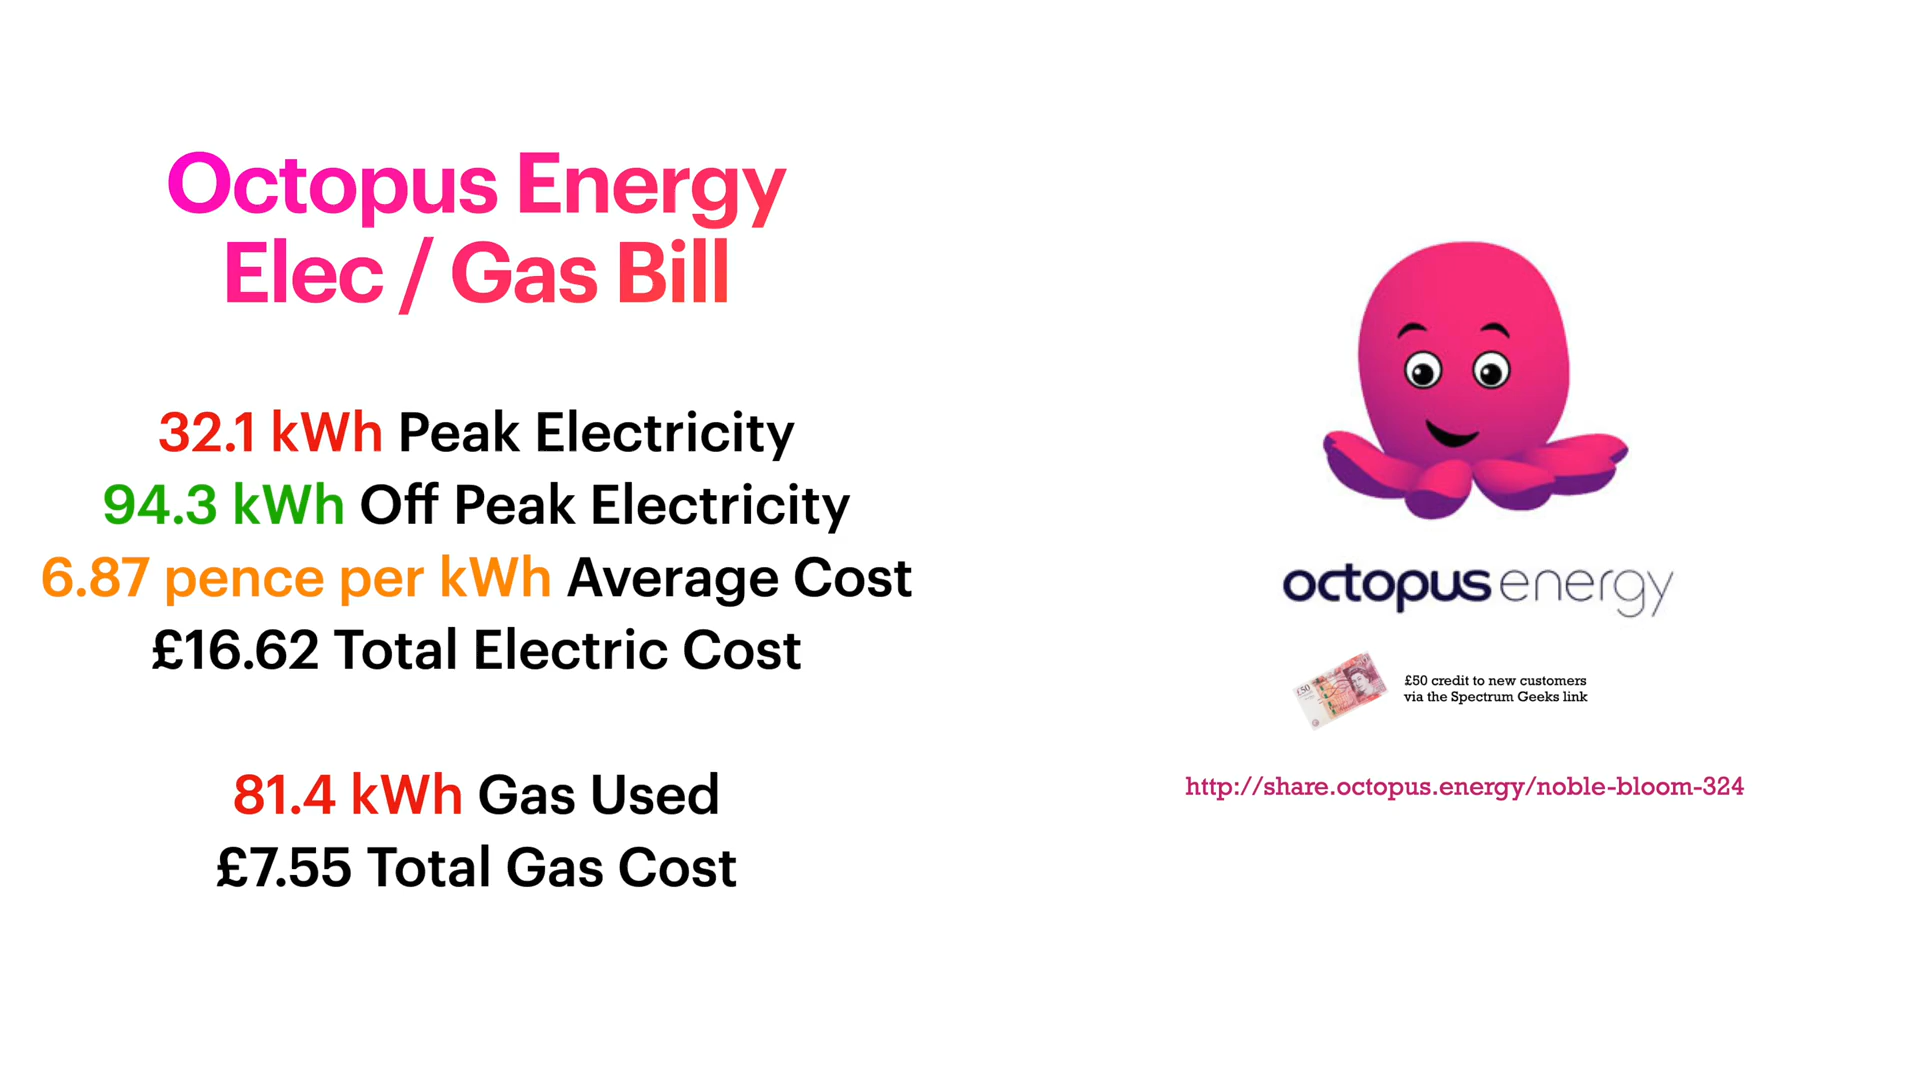 Octopus Energy
Elec / Gas Bill
32.1 kWh Peak Electricity
94.3 kWh Off Peak Electricity
6.87 pence per kWh Average Cost
£16.62 Total Electric Cost
81.4 kWh Gas Used
£7.55 Total Gas Cost
octopus energy
£50
£50 credit to new customers
via the Spectrum Geeks link
http://share.octopus.energy/noble-bloom-324